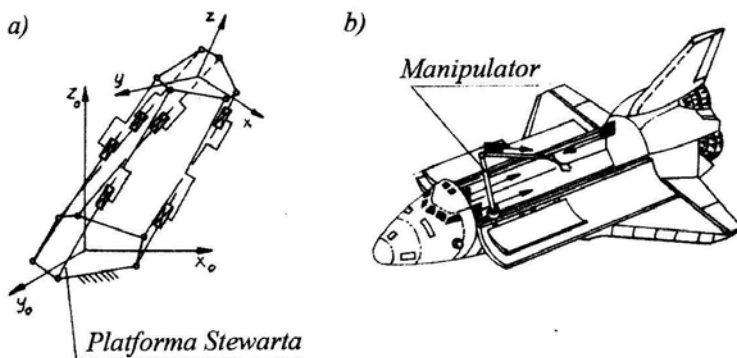 a)
z
y
x
z₀
x₀
y₀
Platforma Stewarta
b)
Manipulator